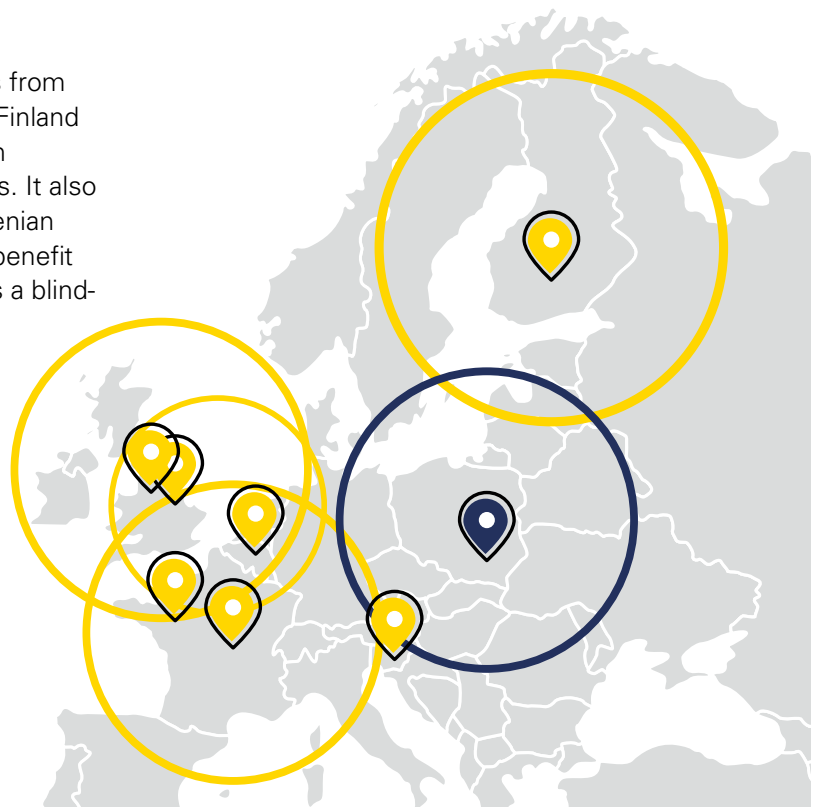 from
Finland
s. It also
enian
benefit
s a blind-